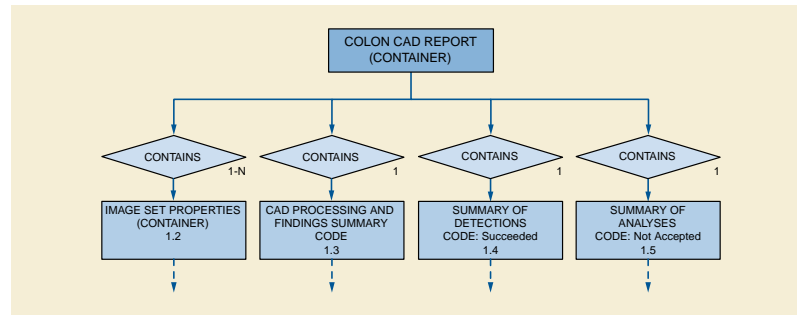 COLON CAD REPORT
(CONTAINER)
CONTAINS
1-N
CONTAINS
1
CONTAINS
1
CONTAINS
1
IMAGE SET PROPERTIES
(CONTAINER)
1.2
CAD PROCESSING AND
FINDINGS SUMMARY
CODE
1.3
SUMMARY OF
DETECTIONS
CODE: Succeeded
1.4
SUMMARY OF
ANALYSES
CODE: Not Accepted
1.5